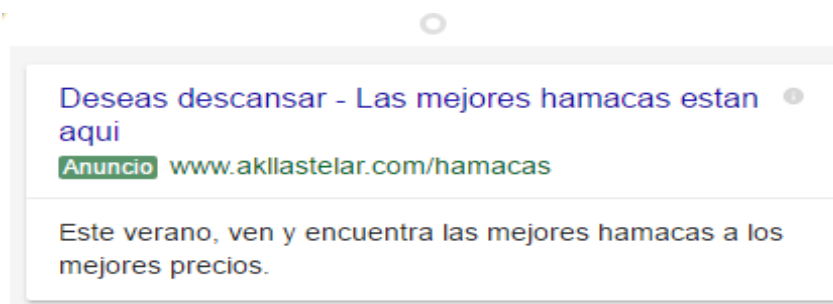 Deseas descansar - Las mejores hamacas estan
aqui
Anuncio www.akllastelar.com/hamacas
Este verano, ven y encuentra las mejores hamacas a los
mejores precios.